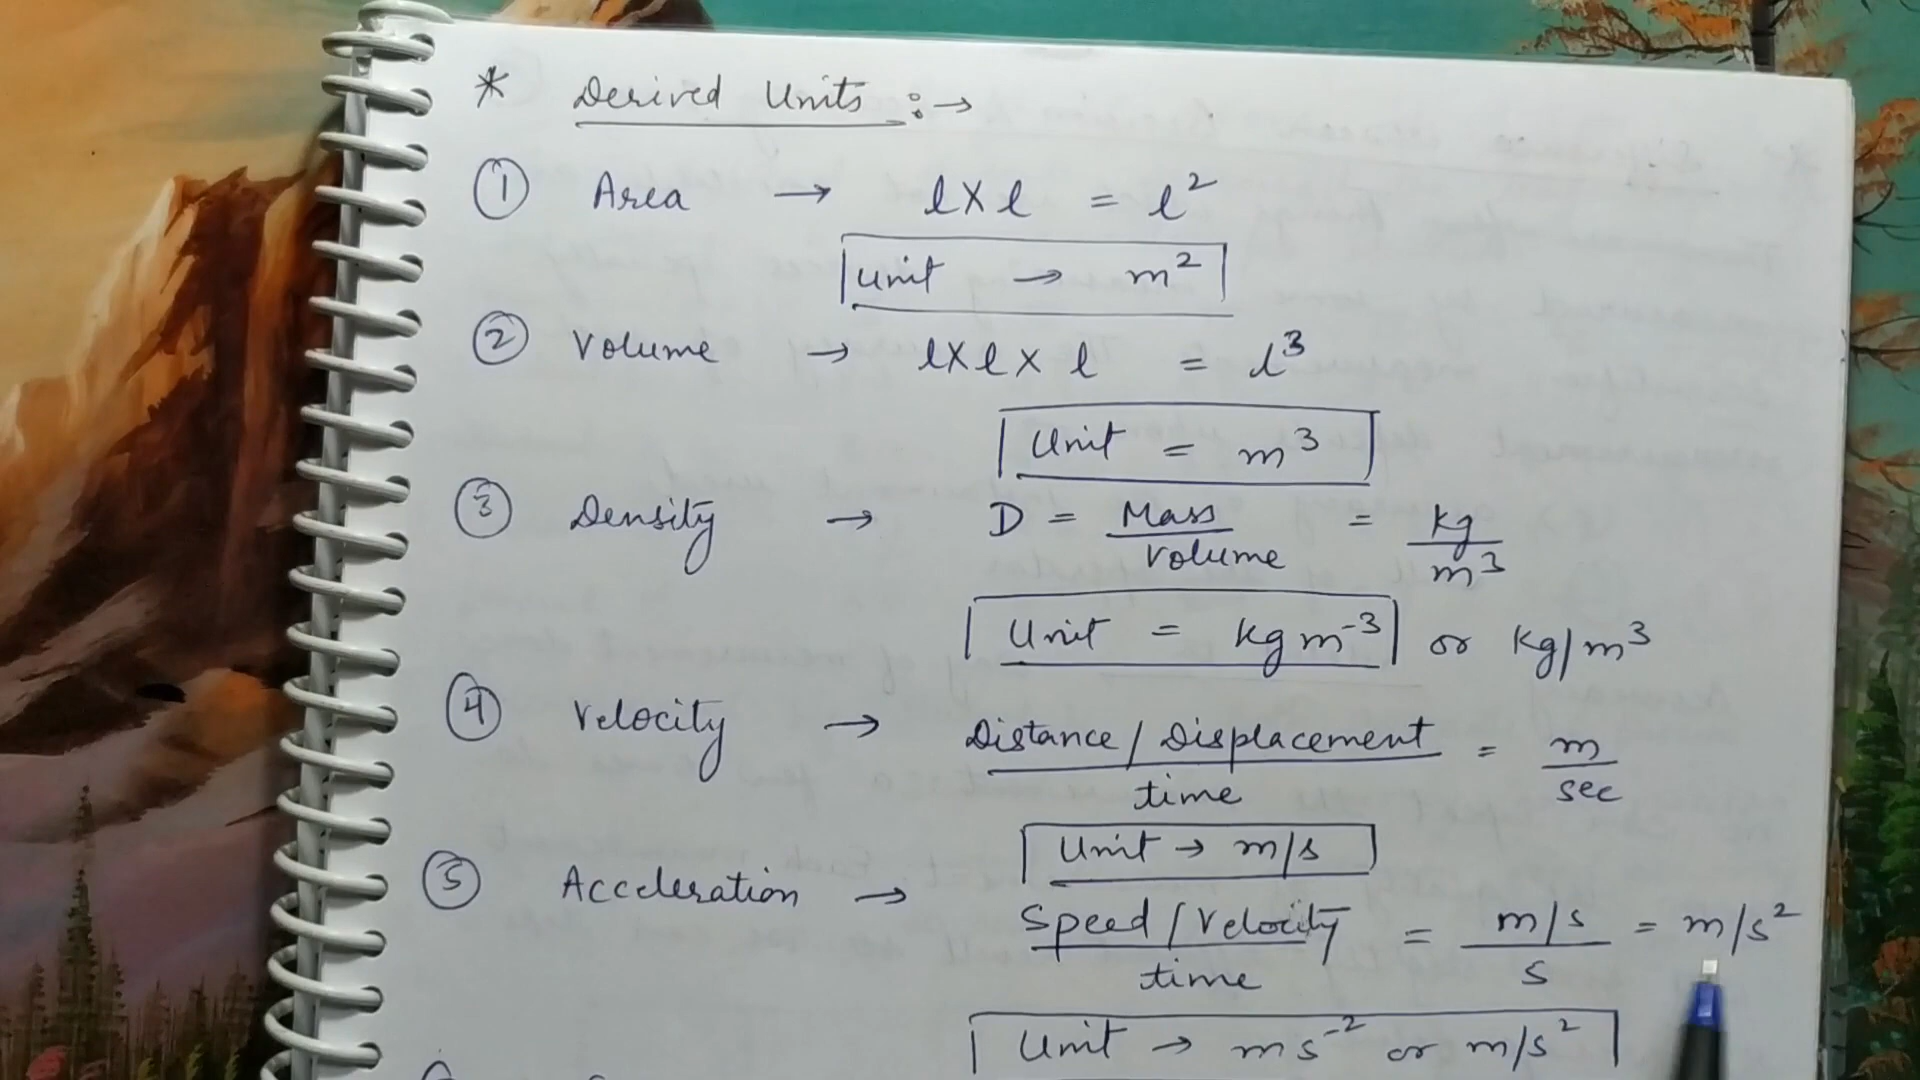 * Derived Units :→
① Area → l×l = l²
Unit → m²
② Volume → l×l×l = l³
Unit = m³
③ Density → D = Mass/Volume = kg/m³
Unit = kg m⁻³ or kg/m³
④ Velocity → Distance/Displacement / time = m/sec
Unit → m/s
⑤ Acceleration → Speed/Velocity / time = m/s / s = m/s²
Unit → ms⁻² or m/s²